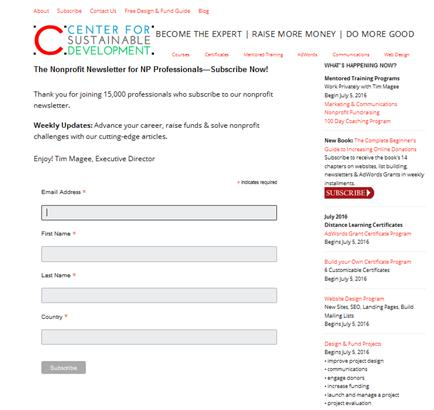 About Subscribe Contact Us Free Design & Fund Guide Blog
CENTER FOR
SUSTAINABLE
DEVELOPMENT
BECOME THE EXPERT | RAISE MORE MONEY | DO MORE GOOD
Courses Certificates Mentored Training AdWords Communications Web Design
The Nonprofit Newsletter for NP Professionals—Subscribe Now!
Thank you for joining 15,000 professionals who subscribe to our nonprofit
newsletter.
Weekly Updates: Advance your career, raise funds & solve nonprofit
challenges with our cutting-edge articles.
Enjoy! Tim Magee, Executive Director
* indicates required
Email Address *
First Name *
Last Name *
Country *
Subscribe
WHAT'S HAPPENING NOW?
Mentored Training Programs
Work Privately with Tim Magee
Begin July 5, 2016
Marketing & Communications
Nonprofit Fundraising
100 Day Coaching Program
New Book: The Complete Beginner's
Guide to Increasing Online Donations
Subscribe to receive the book's 14
chapters on websites, list building,
newsletters & AdWords Grants in weekly
installments.
SUBSCRIBE
July 2016
Distance Learning Certificates
AdWords Grant Certificate Program
Begins July 5, 2016
Build your Own Certificate Program
6 Customizable Certificates
Begin July 5, 2016
Website Design Program
New Sites, SEO, Landing Pages, Build
Mailing Lists
Begin July 5, 2016
Design & Fund Projects
Begins July 5, 2016
• improve project design
• communications
• engage donors
• increase funding
• launch and manage a project
• project evaluation